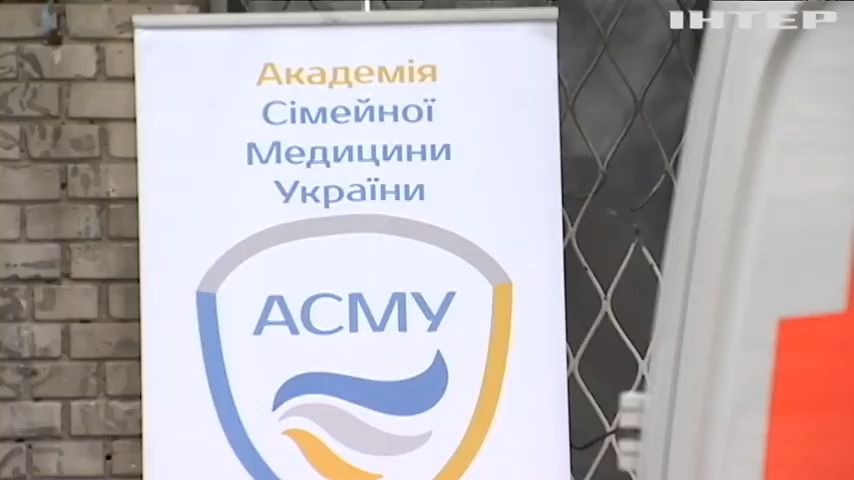 ІНТЕР
Академія
Сімейної
Медицини
України
АСМУ